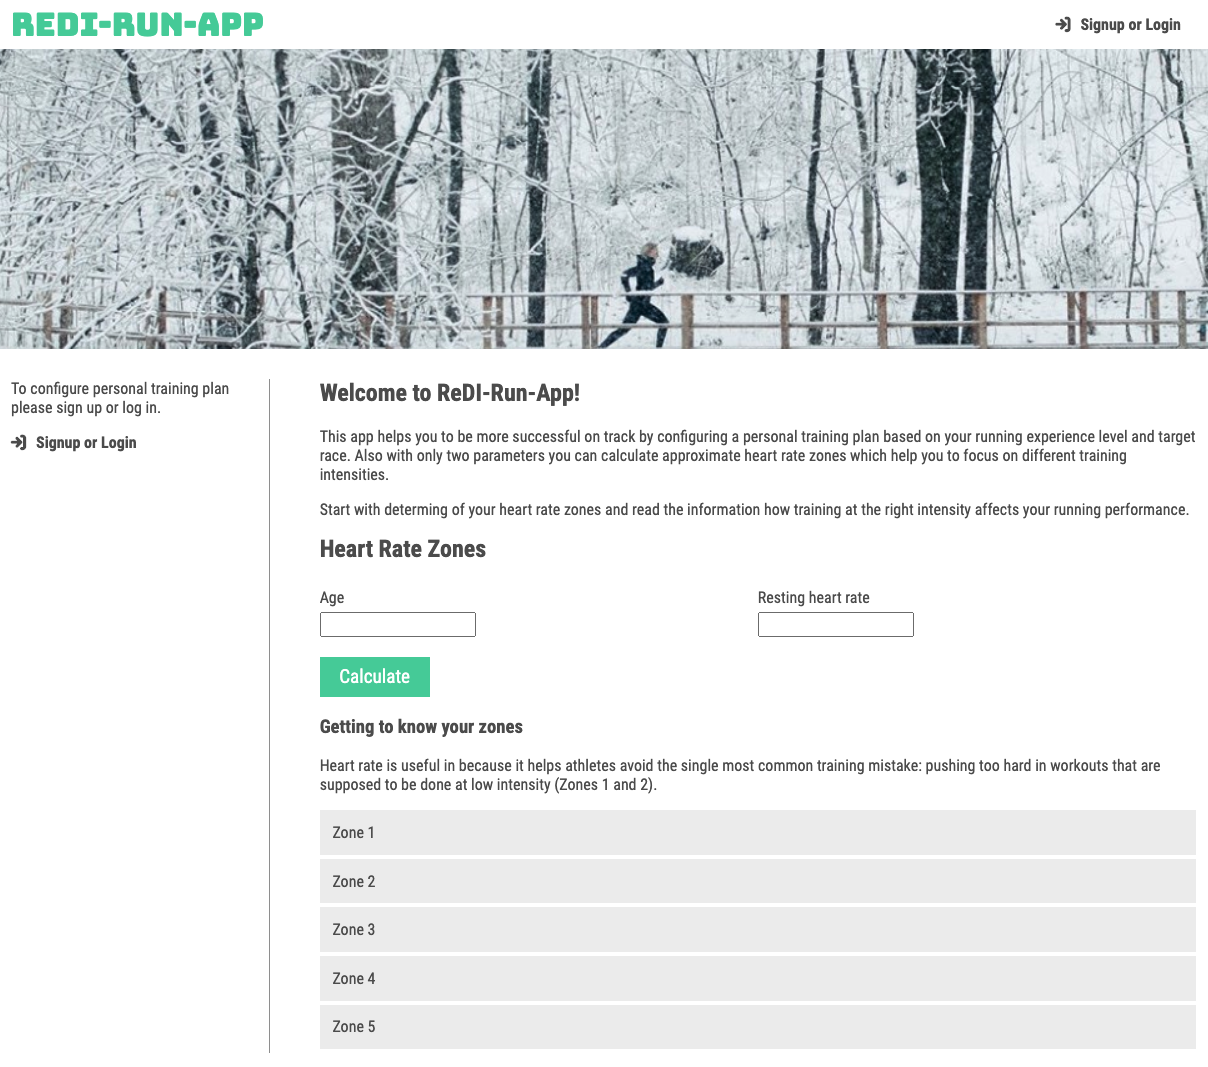 REDI-RUN-APP
Signup or Login
To configure personal training plan
please sign up or log in.
Signup or Login
Welcome to ReDI-Run-App!
This app helps you to be more successful on track by configuring a personal training plan based on your running experience level and target
race. Also with only two parameters you can calculate approximate heart rate zones which help you to focus on different training
intensities.
Start with determing of your heart rate zones and read the information how training at the right intensity affects your running performance.
Heart Rate Zones
Age
Resting heart rate
Calculate
Getting to know your zones
Heart rate is useful in because it helps athletes avoid the single most common training mistake: pushing too hard in workouts that are
supposed to be done at low intensity (Zones 1 and 2).
Zone 1
Zone 2
Zone 3
Zone 4
Zone 5